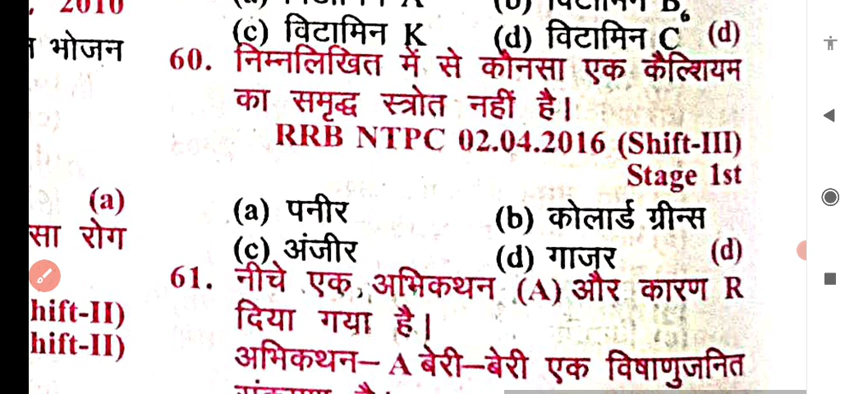 2010
भोजन
(a)
सा रोग
hift-II)
hift-II)
(c) विटामिन K (d) विटामिन C (d)
60. निम्नलिखित में से कौनसा एक कैल्शियम
का समृद्ध स्त्रोत नहीं है।
RRB NTPC 02.04.2016 (Shift-III)
Stage 1st
(a) पनीर (b) कोलार्ड ग्रीन्स
(c) अंजीर (d) गाजर (d)
61. नीचे एक, अभिकथन (A) और कारण R
दिया गया है।
अभिकथन– A बेरी–बेरी एक विषाणुजनित